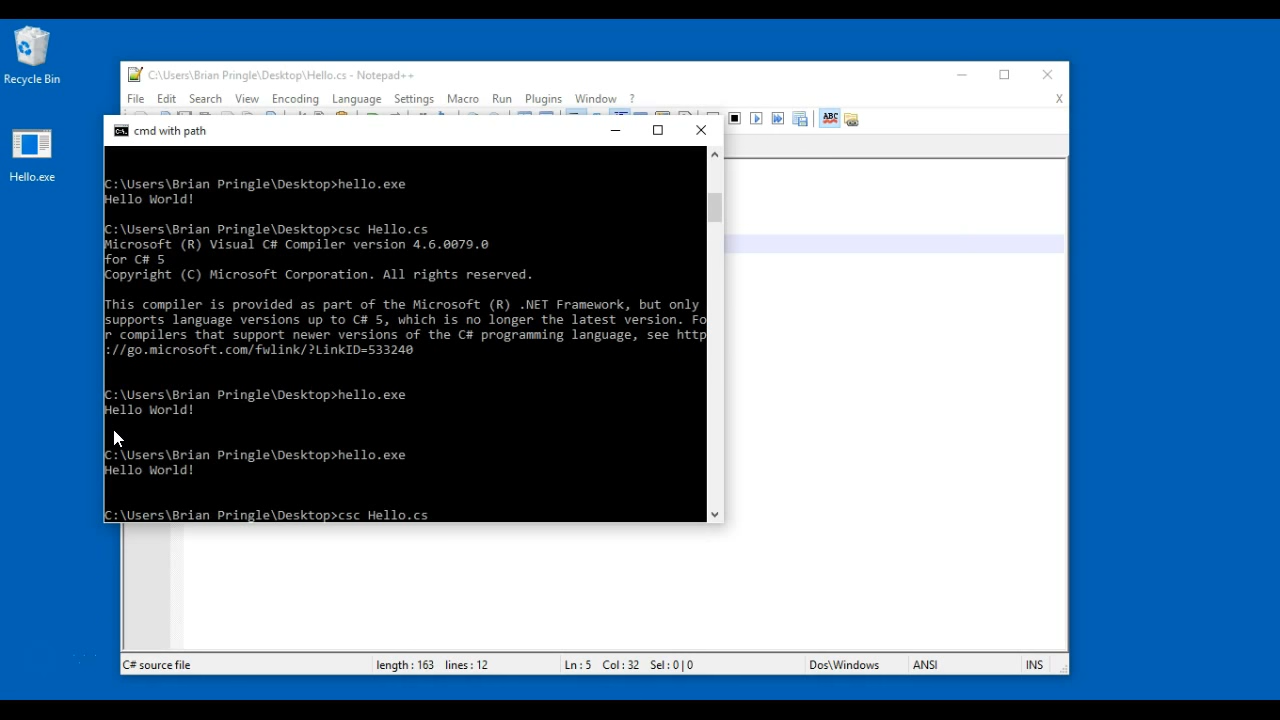 Recycle Bin
Hello.exe
C:\Users\Brian Pringle\Desktop\Hello.cs - Notepad++
File Edit Search View Encoding Language Settings Macro Run Plugins Window ? X
ABC
cmd with path
C:\Users\Brian Pringle\Desktop>hello.exe
Hello World!
C:\Users\Brian Pringle\Desktop>csc Hello.cs
Microsoft (R) Visual C# Compiler version 4.6.0079.0
for C# 5
Copyright (C) Microsoft Corporation. All rights reserved.
This compiler is provided as part of the Microsoft (R) .NET Framework, but only
supports language versions up to C# 5, which is no longer the latest version. Fo
r compilers that support newer versions of the C# programming language, see http
://go.microsoft.com/fwlink/?LinkID=533240
C:\Users\Brian Pringle\Desktop>hello.exe
Hello World!
C:\Users\Brian Pringle\Desktop>hello.exe
Hello World!
C:\Users\Brian Pringle\Desktop>csc Hello.cs
C# source file length : 163 lines : 12 Ln : 5 Col : 32 Sel : 0 | 0 Dos\Windows ANSI INS